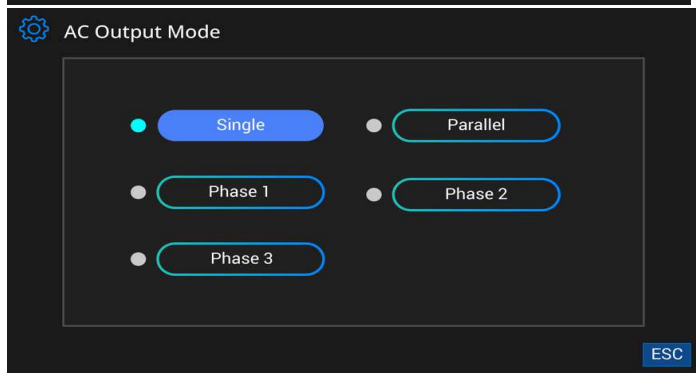 AC Output Mode
Single
Parallel
Phase 1
Phase 2
Phase 3
ESC